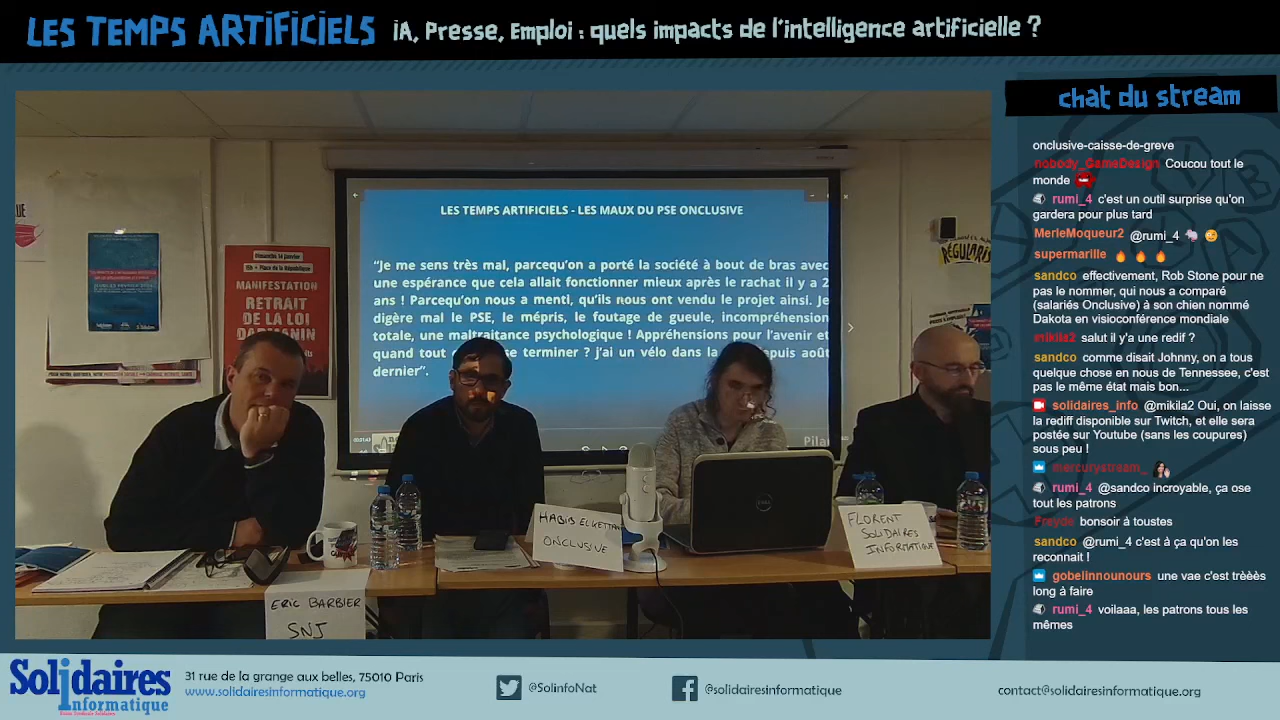 LES TEMPS ARTIFICIELS
IA, Presse, Emploi : quels impacts de l'intelligence artificielle ?
chat du stream
onclusive-caisse-de-greve
nobody_GameDesign Coucou tout le
monde
rumi_4 c'est un outil surprise qu'on
gardera pour plus tard
MerleMoqueur2 @rumi_4
supermarille
sandco effectivement, Rob Stone pour ne
pas le nommer, qui nous a comparé
(salariés Onclusive) à son chien nommé
Dakota en visioconférence mondiale
mikila2 salut il y'a une redif ?
sandco comme disait Johnny, on a tous
quelque chose en nous de Tennessee, c'est
pas le même état mais bon...
solidaires_info @mikila2 Oui, on laisse
la rediff disponible sur Twitch, et elle sera
postée sur Youtube (sans les coupures)
sous peu !
mercurystream_
rumi_4 @sandco incroyable, ça ose
tout les patrons
Freyde bonsoir à toustes
sandco @rumi_4 c'est à ça qu'on les
reconnait !
gobelinnounours une vae c'est trèèès
long à faire
rumi_4 voilaaa, les patrons tous les
mêmes
LES TEMPS ARTIFICIELS - LES MAUX DU PSE ONCLUSIVE
“Je me sens très mal, parcequ'on a porté la société à bout de bras avec
une espérance que cela allait fonctionner mieux après le rachat il y a 2
ans ! Parcequ'on nous a menti, qu'ils nous ont vendu le projet ainsi. Je
digère mal le PSE, le mépris, le foutage de gueule, incompréhension
totale, une maltraitance psychologique ! Appréhensions pour l'avenir et
quand tout se terminer ? j'ai un vélo dans la depuis août
dernier”.
dimanche 14 janvier
15h - Place de la République
MANIFESTATION
RETRAIT
DE LA LOI
DARMANIN
RÉGULARIS
ERIC BARBIER
SNJ
HABIB ELKETTAN
ONCLUSIVE
FLORENT
SOLIDAIRES
INFORMATIQUE
DELL
Solidaires
Informatique
31 rue de la grange aux belles, 75010 Paris
www.solidairesinformatique.org
@SolinfoNat
@solidairesinformatique
contact@solidairesinformatique.org